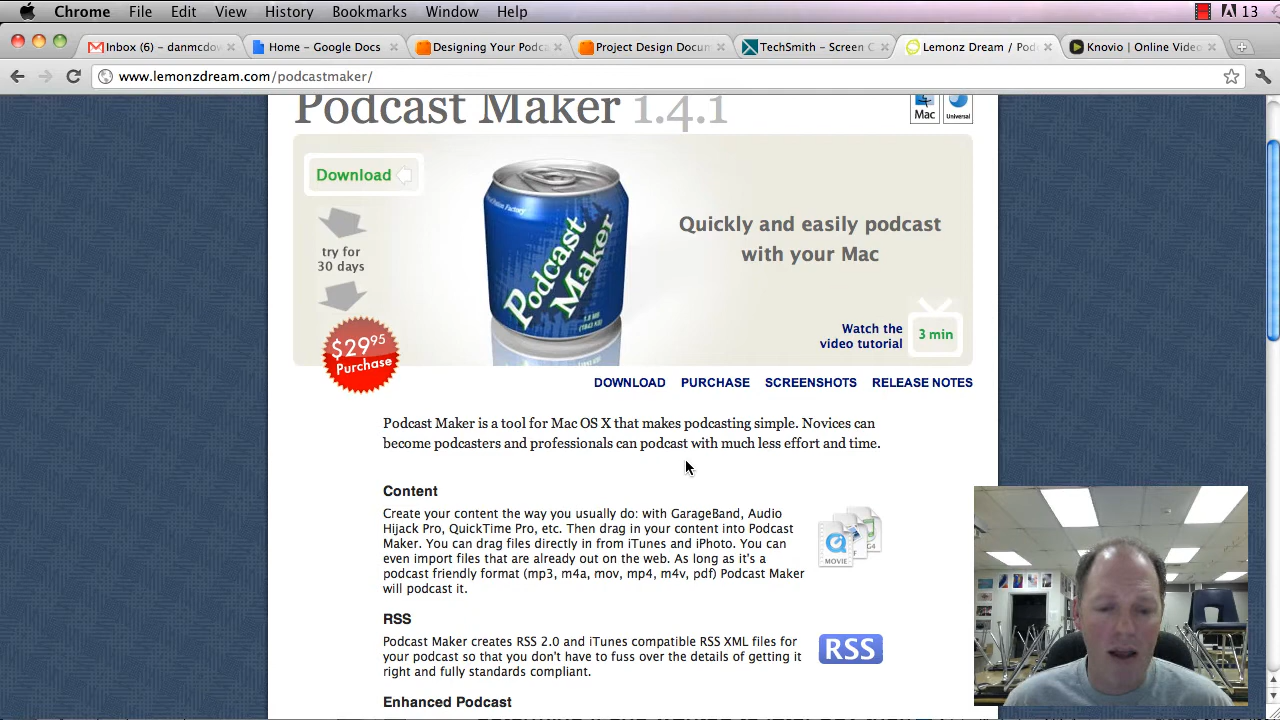 Chrome File Edit View History Bookmarks Window Help 13
Inbox (6) – danmcdo
Home – Google Docs
Designing Your Podca
Project Design Docum
TechSmith – Screen C
Lemonz Dream / Pod
Knovio | Online Video
www.lemonzdream.com/podcastmaker/
Podcast Maker 1.4.1
Mac
Universal
Download
try for
30 days
$29.95
Purchase
Podcast
Maker
Quickly and easily podcast
with your Mac
Watch the
video tutorial
3 min
DOWNLOAD PURCHASE SCREENSHOTS RELEASE NOTES
Podcast Maker is a tool for Mac OS X that makes podcasting simple. Novices can
become podcasters and professionals can podcast with much less effort and time.
Content
Create your content the way you usually do: with GarageBand, Audio
Hijack Pro, QuickTime Pro, etc. Then drag in your content into Podcast
Maker. You can drag files directly in from iTunes and iPhoto. You can
even import files that are already out on the web. As long as it's a
podcast friendly format (mp3, m4a, mov, mp4, m4v, pdf) Podcast Maker
will podcast it.
MOVIE
RSS
Podcast Maker creates RSS 2.0 and iTunes compatible RSS XML files for
your podcast so that you don't have to fuss over the details of getting it
right and fully standards compliant.
RSS
Enhanced Podcast